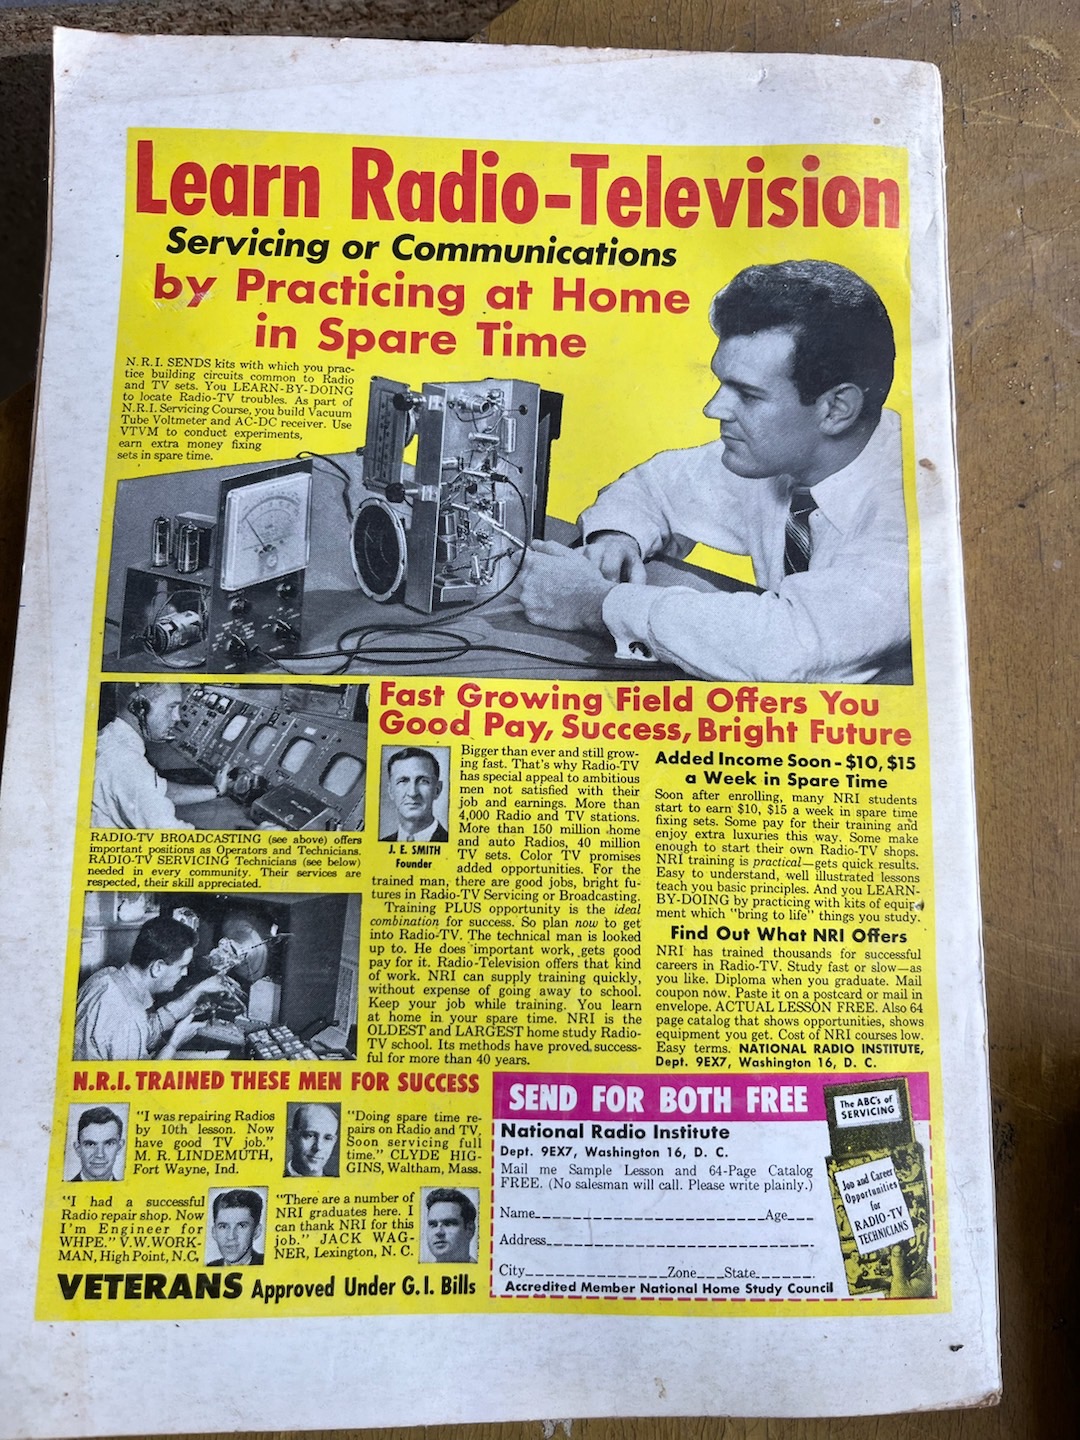 Learn Radio-Television
Servicing or Communications
by Practicing at Home
in Spare Time
N.R.I. SENDS kits with which you prac-
tice building circuits common to Radio
and TV sets. You LEARN-BY-DOING
to locate Radio-TV troubles. As part of
N.R.I. Servicing Course, you build Vacuum
Tube Voltmeter and AC-DC receiver. Use
VTVM to conduct experiments,
earn extra money fixing
sets in spare time.
RADIO-TV BROADCASTING (see above) offers
important positions as Operators and Technicians.
RADIO-TV SERVICING Technicians (see below)
needed in every community. Their services are
respected, their skill appreciated.
Fast Growing Field Offers You
Good Pay, Success, Bright Future
J. E. SMITH
Founder
Bigger than ever and still grow-
ing fast. That's why Radio-TV
has special appeal to ambitious
men not satisfied with their
job and earnings. More than
4,000 Radio and TV stations.
More than 150 million home
and auto Radios, 40 million
TV sets. Color TV promises
added opportunities. For the
trained man, there are good jobs, bright fu-
tures in Radio-TV Servicing or Broadcasting.
Training PLUS opportunity is the ideal
combination for success. So plan now to get
into Radio-TV. The technical man is looked
up to. He does important work, gets good
pay for it. Radio-Television offers that kind
of work. NRI can supply training quickly,
without expense of going away to school.
Keep your job while training. You learn
at home in your spare time. NRI is the
OLDEST and LARGEST home study Radio-
TV school. Its methods have proved success-
ful for more than 40 years.
Added Income Soon - $10, $15
a Week in Spare Time
Soon after enrolling, many NRI students
start to earn $10, $15 a week in spare time
fixing sets. Some pay for their training and
enjoy extra luxuries this way. Some make
enough to start their own Radio-TV shops.
NRI training is practical—gets quick results.
Easy to understand, well illustrated lessons
teach you basic principles. And you LEARN-
BY-DOING by practicing with kits of equip-
ment which "bring to life" things you study.
Find Out What NRI Offers
NRI has trained thousands for successful
careers in Radio-TV. Study fast or slow—as
you like. Diploma when you graduate. Mail
coupon now. Paste it on a postcard or mail in
envelope. ACTUAL LESSON FREE. Also 64
page catalog that shows opportunities, shows
equipment you get. Cost of NRI courses low.
Easy terms. NATIONAL RADIO INSTITUTE,
Dept. 9EX7, Washington 16, D. C.
N.R.I. TRAINED THESE MEN FOR SUCCESS
"I was repairing Radios
by 10th lesson. Now
have good TV job."
M. R. LINDEMUTH,
Fort Wayne, Ind.
"Doing spare time re-
pairs on Radio and TV.
Soon servicing full
time." CLYDE HIG-
GINS, Waltham, Mass.
"I had a successful
Radio repair shop. Now
I'm Engineer for
WHPE." V.W.WORK-
MAN, High Point, N.C.
"There are a number of
NRI graduates here. I
can thank NRI for this
job." JACK WAG-
NER, Lexington, N. C.
VETERANS Approved Under G.I. Bills
SEND FOR BOTH FREE
National Radio Institute
Dept. 9EX7, Washington 16, D. C.
Mail me Sample Lesson and 64-Page Catalog
FREE. (No salesman will call. Please write plainly.)
Name Age
Address
City Zone State
Accredited Member National Home Study Council
The ABC's of
SERVICING
Job and Career
Opportunities
for
RADIO-TV
TECHNICIANS